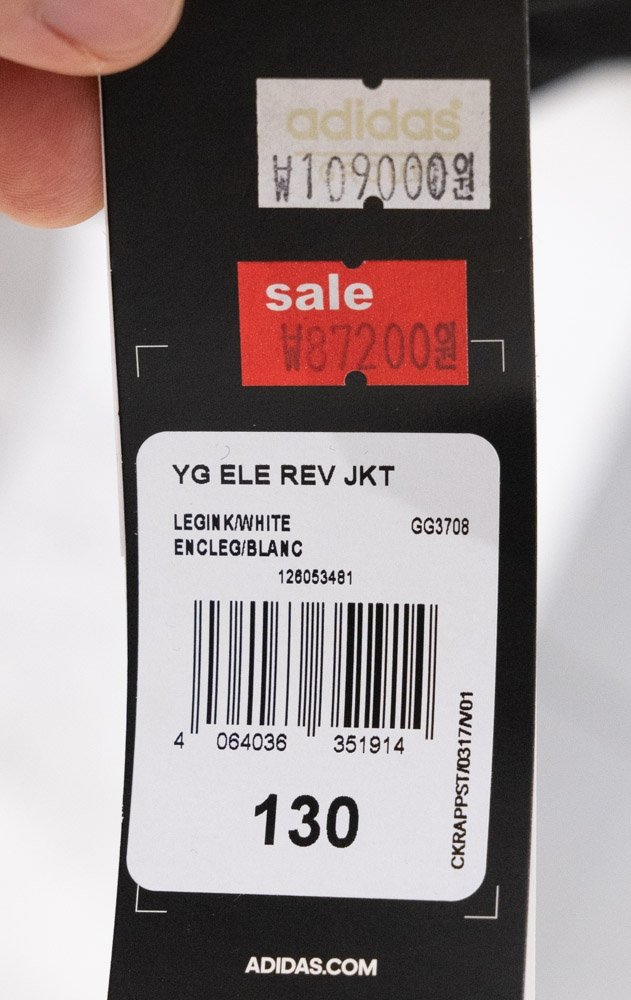 adidas
₩109000원
sale
₩87200원
YG ELE REV JKT
LEGINK/WHITE
GG3708
ENCLEG/BLANC
126053481
4 064036 351914
130
CKRAPPST/0317/V01
ADIDAS.COM